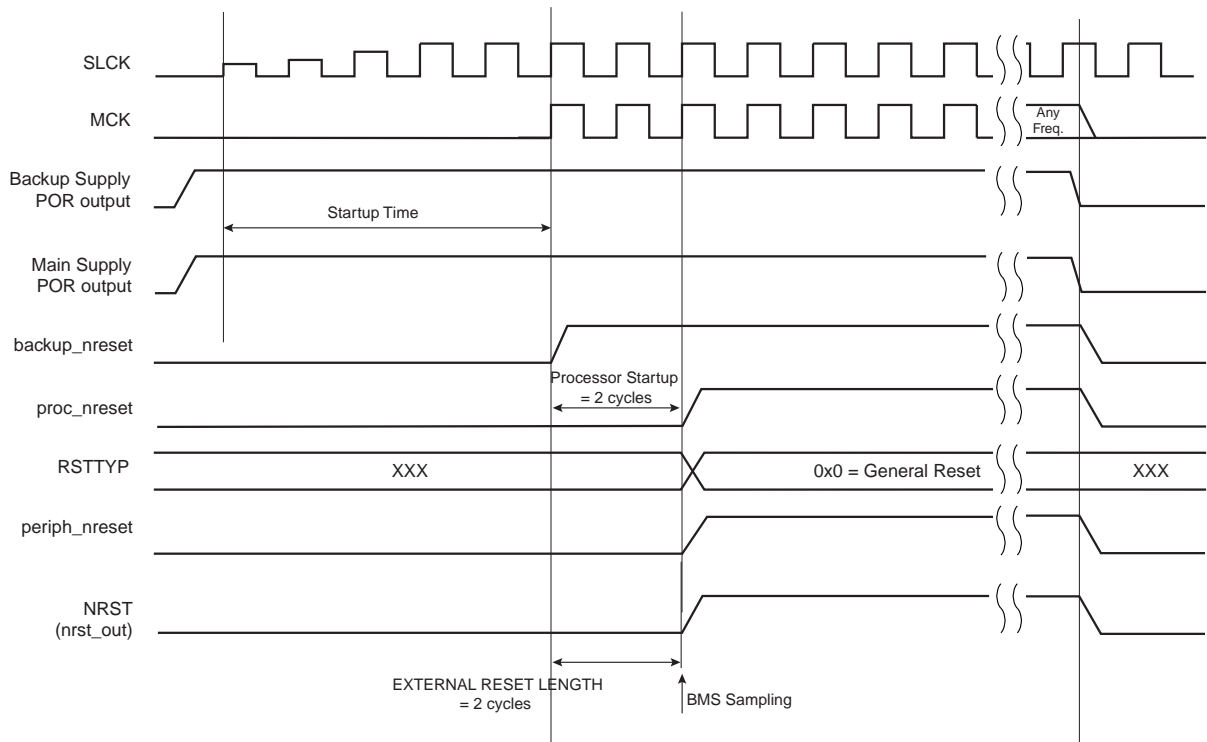 SLCK
MCK
Any
Freq.
Backup Supply
POR output
Startup Time
Main Supply
POR output
backup_nreset
Processor Startup
= 2 cycles
proc_nreset
RSTTYP
XXX
0x0 = General Reset
XXX
periph_nreset
NRST
(nrst_out)
EXTERNAL RESET LENGTH
= 2 cycles
BMS Sampling